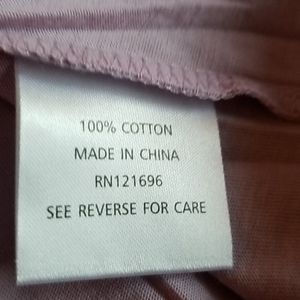 100% COTTON
MADE IN CHINA
RN121696
SEE REVERSE FOR CARE